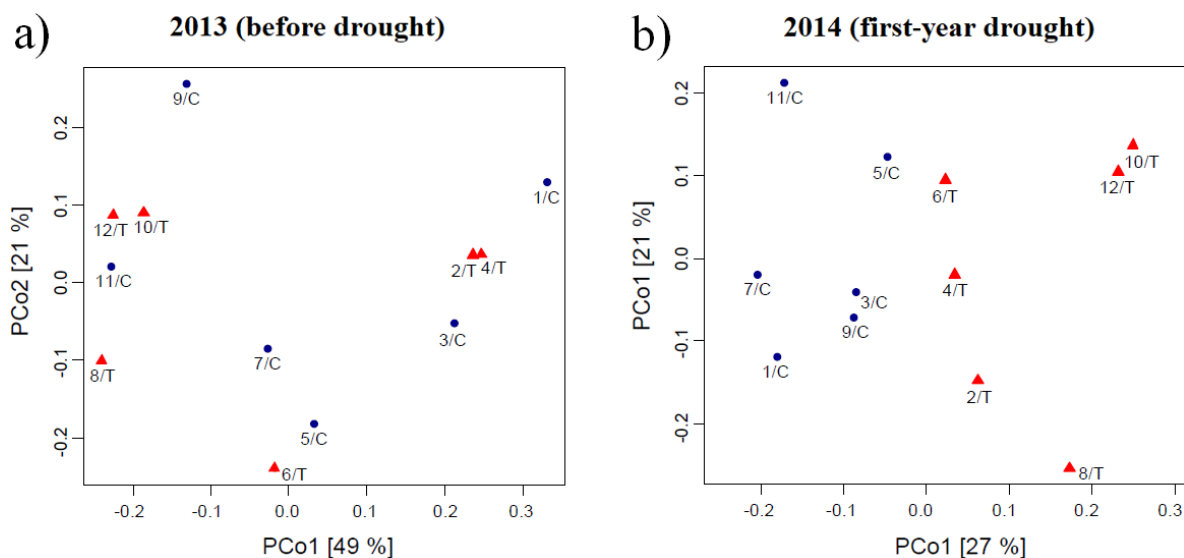 a)
2013 (before drought)
PCo2 [21 %]
0.2
0.1
0.0
-0.1
-0.2
9/C
1/C
12/T
10/T
11/C
2/T
4/T
3/C
7/C
8/T
5/C
6/T
-0.2
-0.1
0.0
0.1
0.2
0.3
PCo1 [49 %]
b)
2014 (first-year drought)
PCo1 [21 %]
0.2
0.1
0.0
-0.1
-0.2
11/C
5/C
10/T
6/T
12/T
7/C
4/T
3/C
9/C
1/C
2/T
8/T
-0.2
-0.1
0.0
0.1
0.2
0.3
PCo1 [27 %]